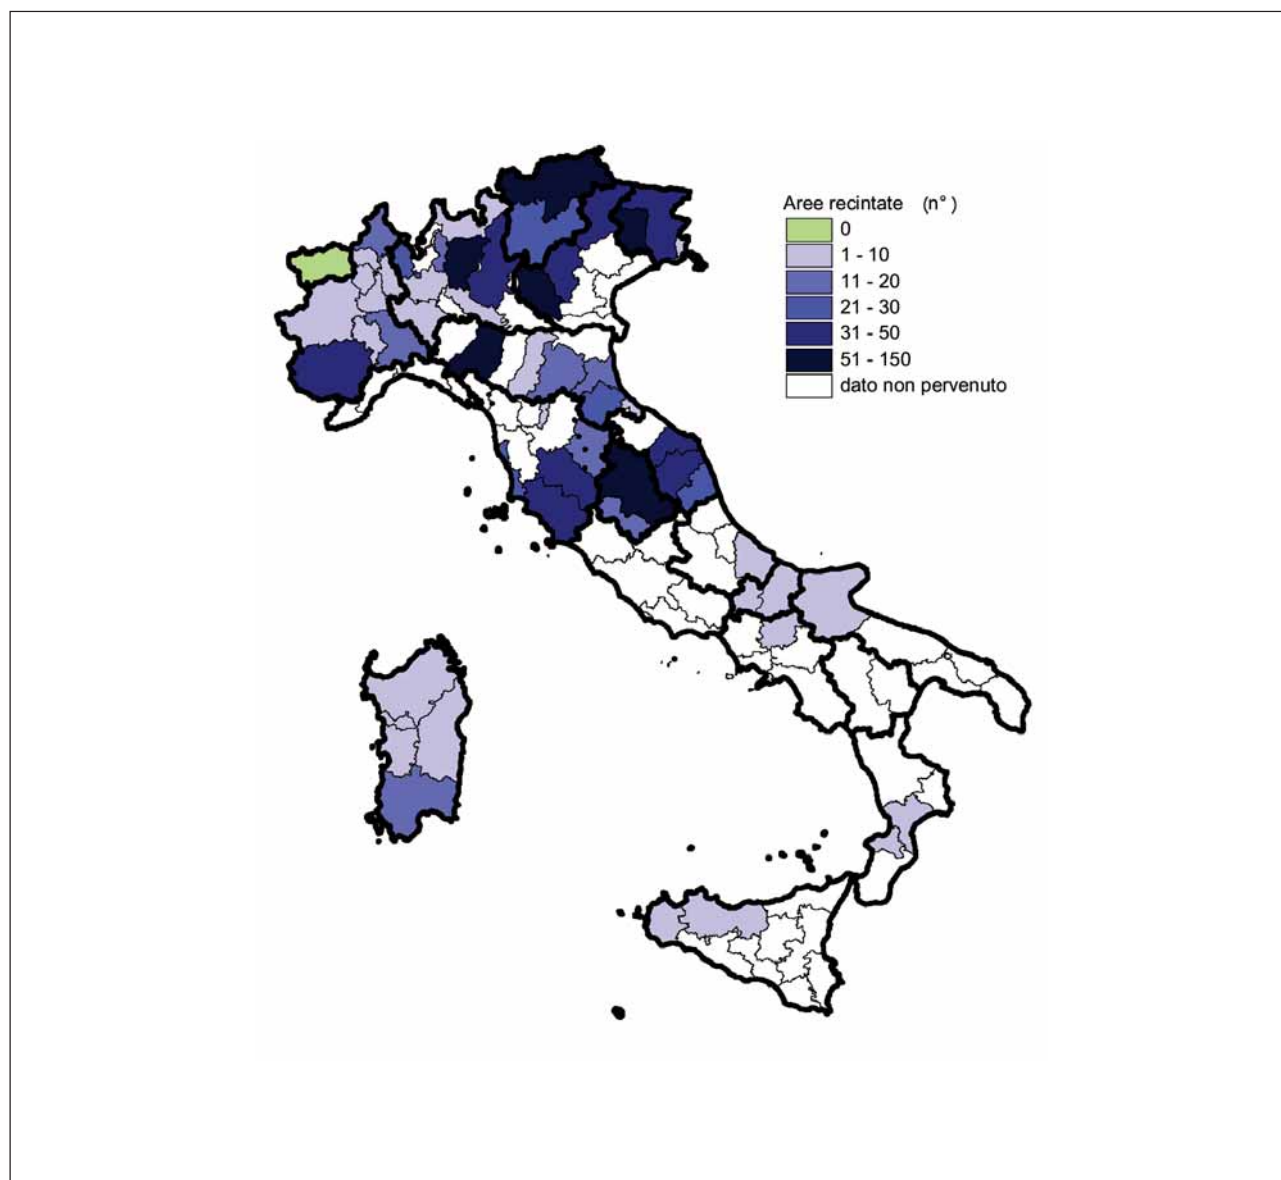 Aree recintate (n°)
0
1 - 10
11 - 20
21 - 30
31 - 50
51 - 150
dato non pervenuto